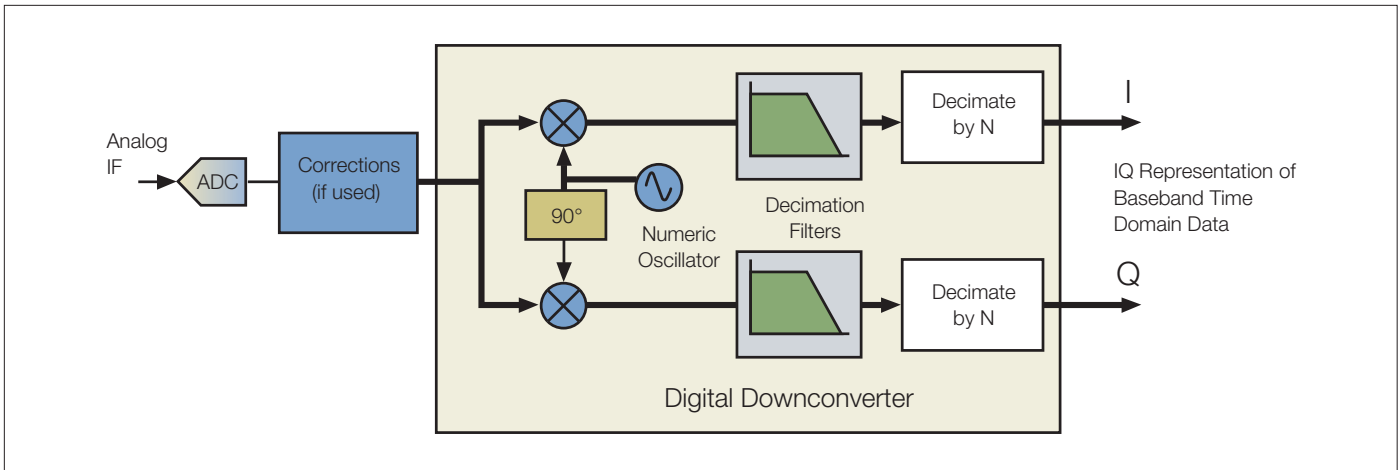 Analog
IF
ADC
Corrections
(if used)
90°
Numeric
Oscillator
Decimation
Filters
Decimate
by N
Decimate
by N
I
IQ Representation of
Baseband Time
Domain Data
Q
Digital Downconverter